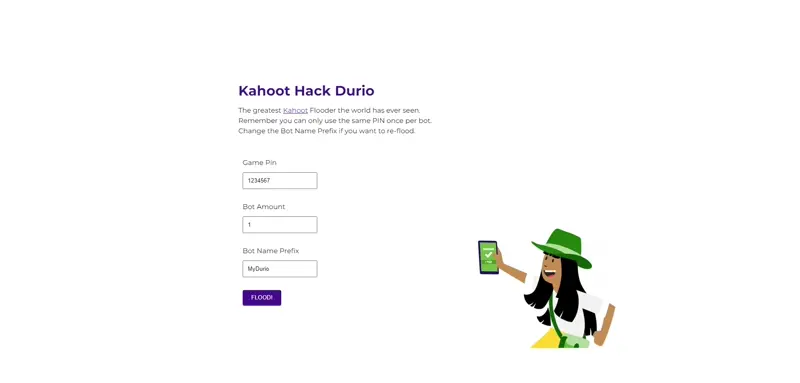 Kahoot Hack Durio
The greatest Kahoot Flooder the world has ever seen.
Remember you can only use the same PIN once per bot.
Change the Bot Name Prefix if you want to re-flood.
Game Pin
1234567
Bot Amount
1
Bot Name Prefix
MyDurio
FLOOD!